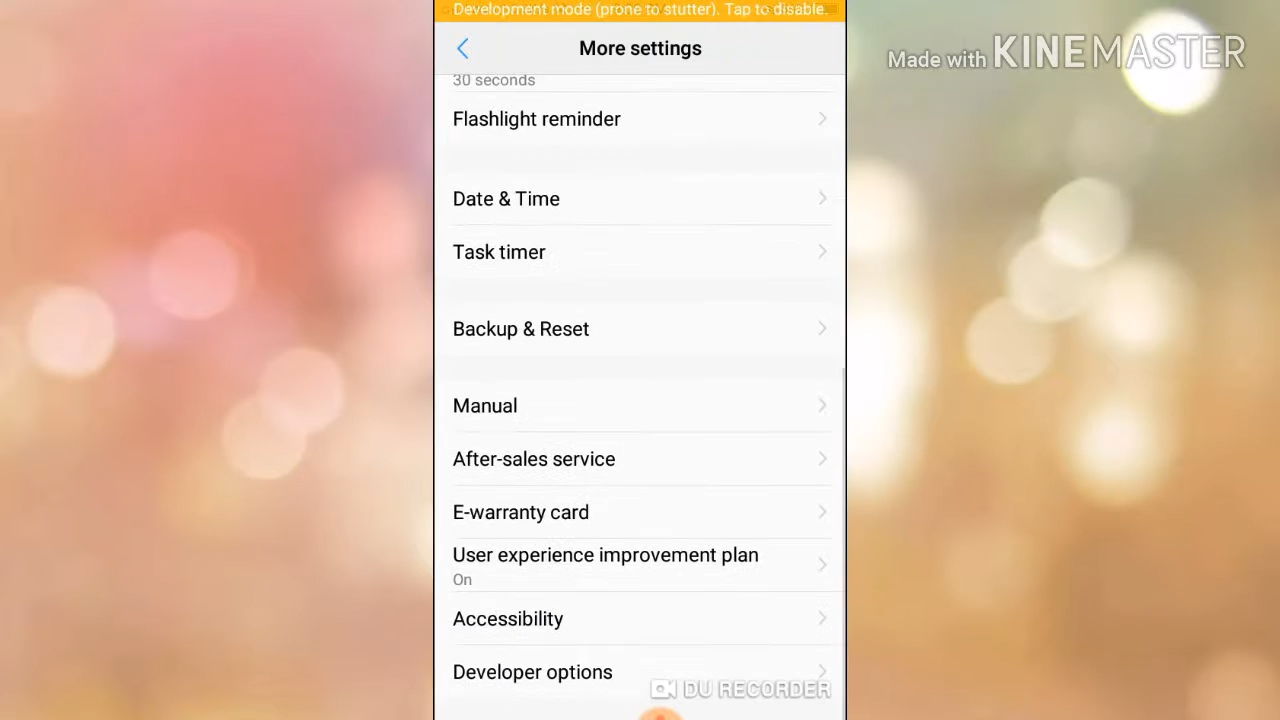 Development mode (prone to stutter). Tap to disable.
More settings
Made with KINEMASTER
30 seconds
Flashlight reminder
Date & Time
Task timer
Backup & Reset
Manual
After-sales service
E-warranty card
User experience improvement plan
On
Accessibility
Developer options
DU RECORDER